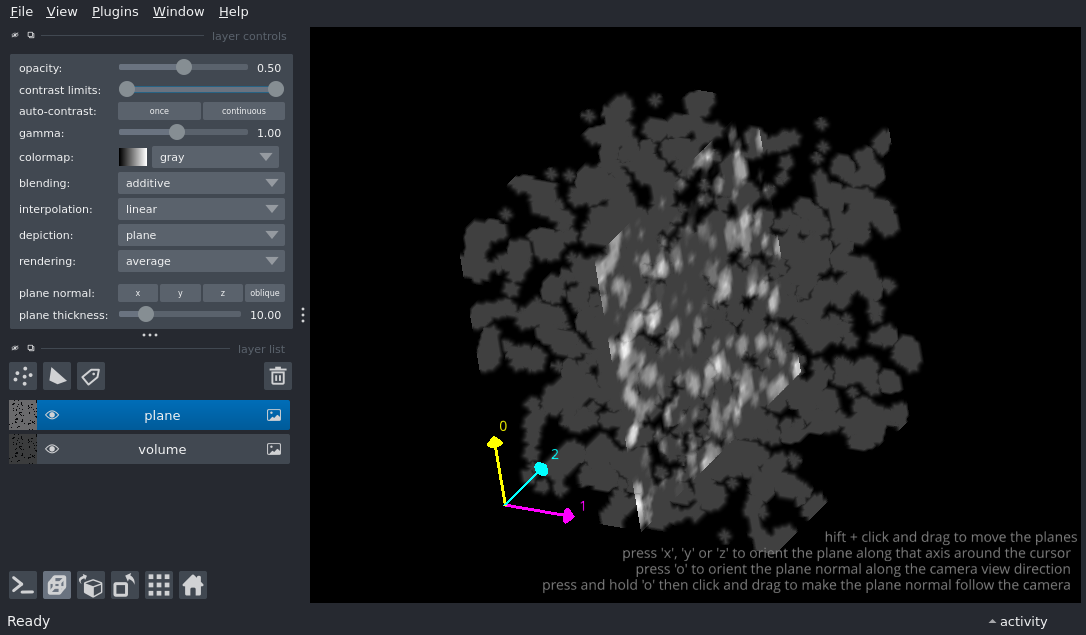 File View Plugins Window Help
layer controls
opacity: 0.50
contrast limits:
auto-contrast: once continuous
gamma: 1.00
colormap: gray
blending: additive
interpolation: linear
depiction: plane
rendering: average
plane normal: x y z oblique
plane thickness: 10.00
layer list
plane
volume
0
2
1
hift + click and drag to move the planes
press 'x', 'y' or 'z' to orient the plane along that axis around the cursor
press 'o' to orient the plane normal along the camera view direction
press and hold 'o' then click and drag to make the plane normal follow the camera
Ready activity